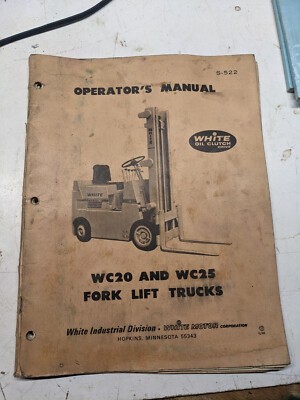 S-522
OPERATOR'S MANUAL
WHITE
OIL CLUTCH
WHITE
WC20 AND WC25
FORK LIFT TRUCKS
White Industrial Division • WHITE MOTOR CORPORATION
HOPKINS, MINNESOTA 55343